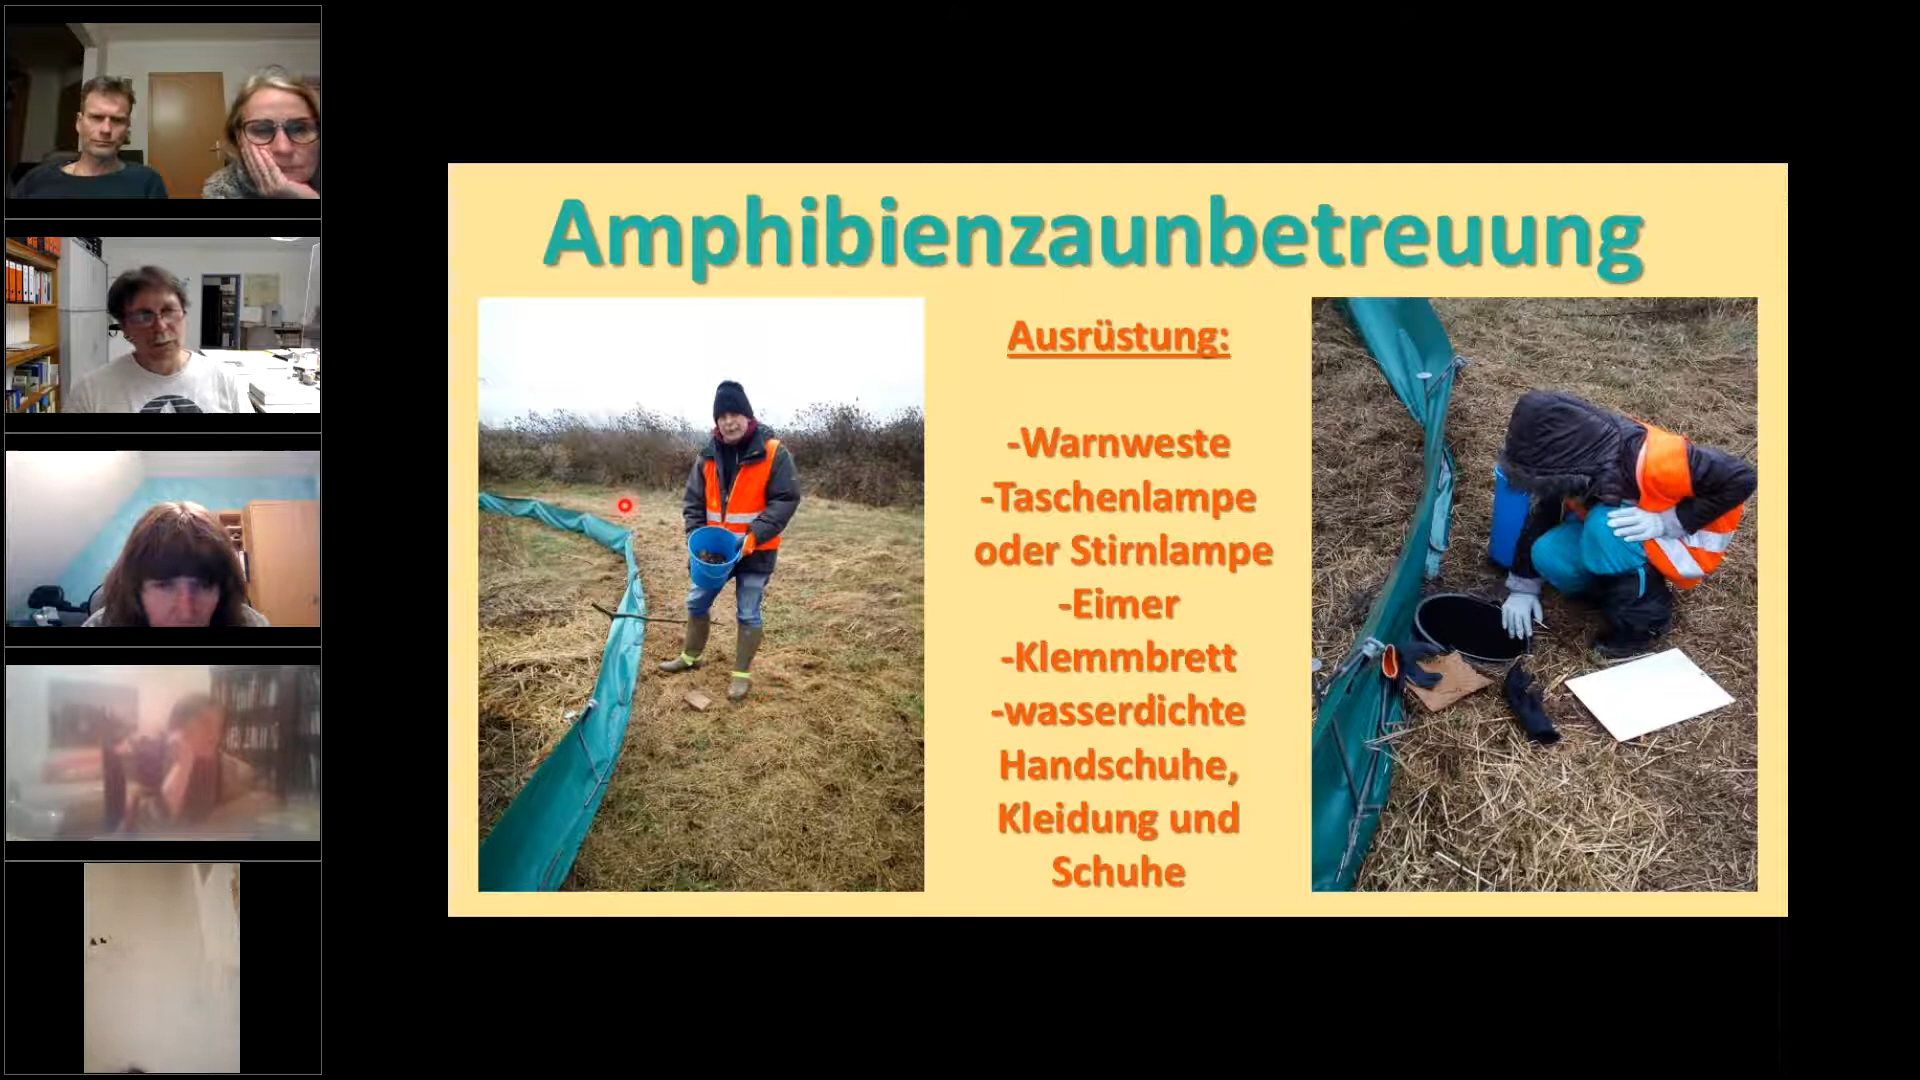 Amphibienzaunbetreuung
Ausrüstung:
-Warnweste
-Taschenlampe
oder Stirnlampe
-Eimer
-Klemmbrett
-wasserdichte
Handschuhe,
Kleidung und
Schuhe